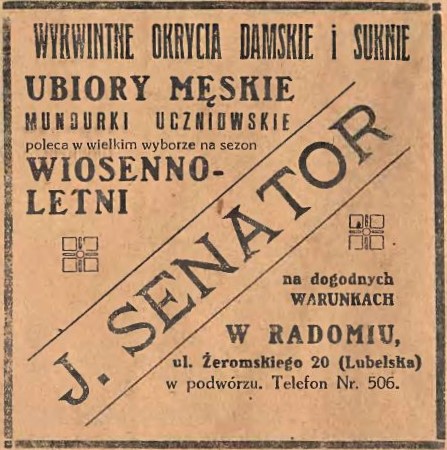 WYKWINTNE OKRYCIA DAMSKIE i SUKNIE
UBIORY MĘSKIE
MUNDURKI UCZNIOWSKIE
poleca w wielkim wyborze na sezon
WIOSENNO-
LETNI
J. SENATOR
na dogodnych
WARUNKACH
W RADOMIU,
ul. Żeromskiego 20 (Lubelska)
w podwórzu. Telefon Nr. 506.